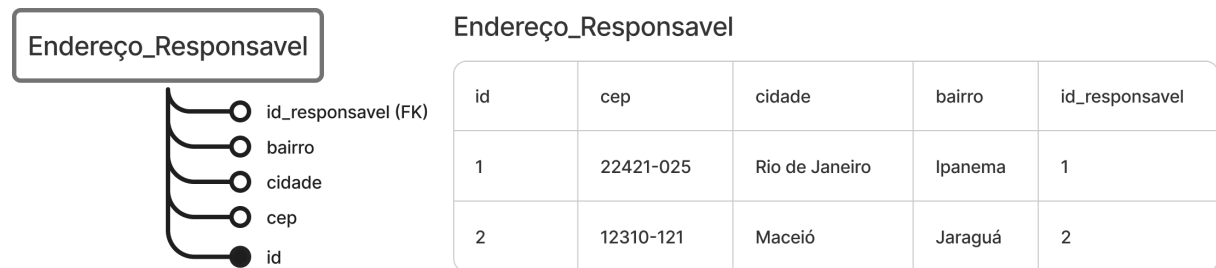 Endereço_Responsavel
id_responsavel (FK)
bairro
cidade
cep
id
Endereço_Responsavel
id cep cidade bairro id_responsavel
1 22421-025 Rio de Janeiro Ipanema 1
2 12310-121 Maceió Jaraguá 2